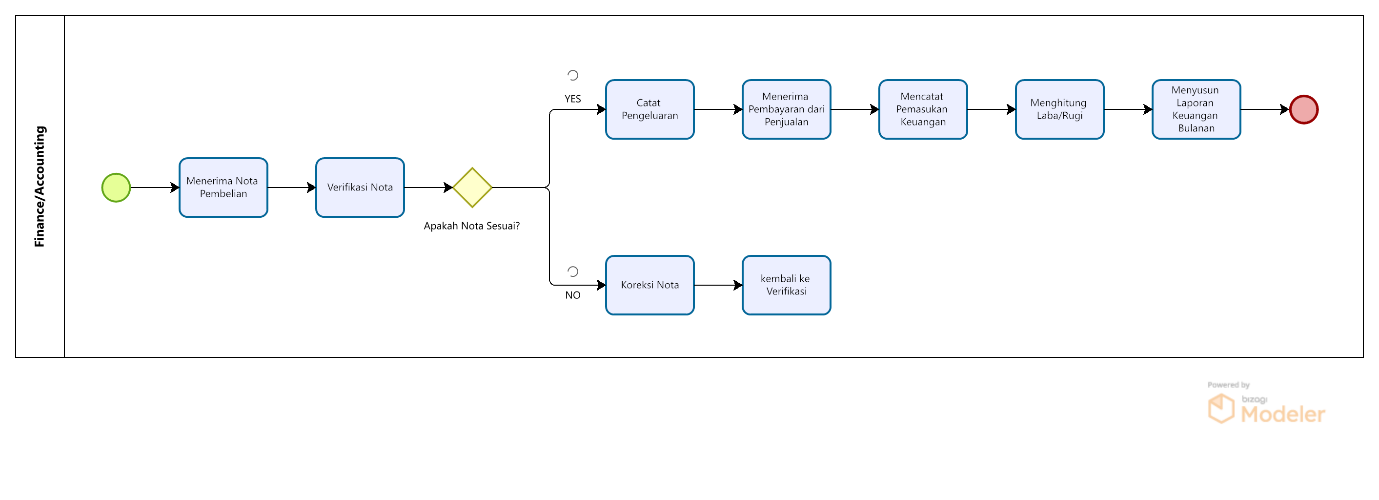 Finance/Accounting
Menerima Nota
Pembelian
Verifikasi Nota
Apakah Nota Sesuai?
YES
Catat
Pengeluaran
Menerima
Pembayaran dari
Penjualan
Mencatat
Pemasukan
Keuangan
Menghitung
Laba/Rugi
Menyusun
Laporan
Keuangan
Bulanan
NO
Koreksi Nota
kembali ke
Verifikasi
Powered by
bizagi
Modeler